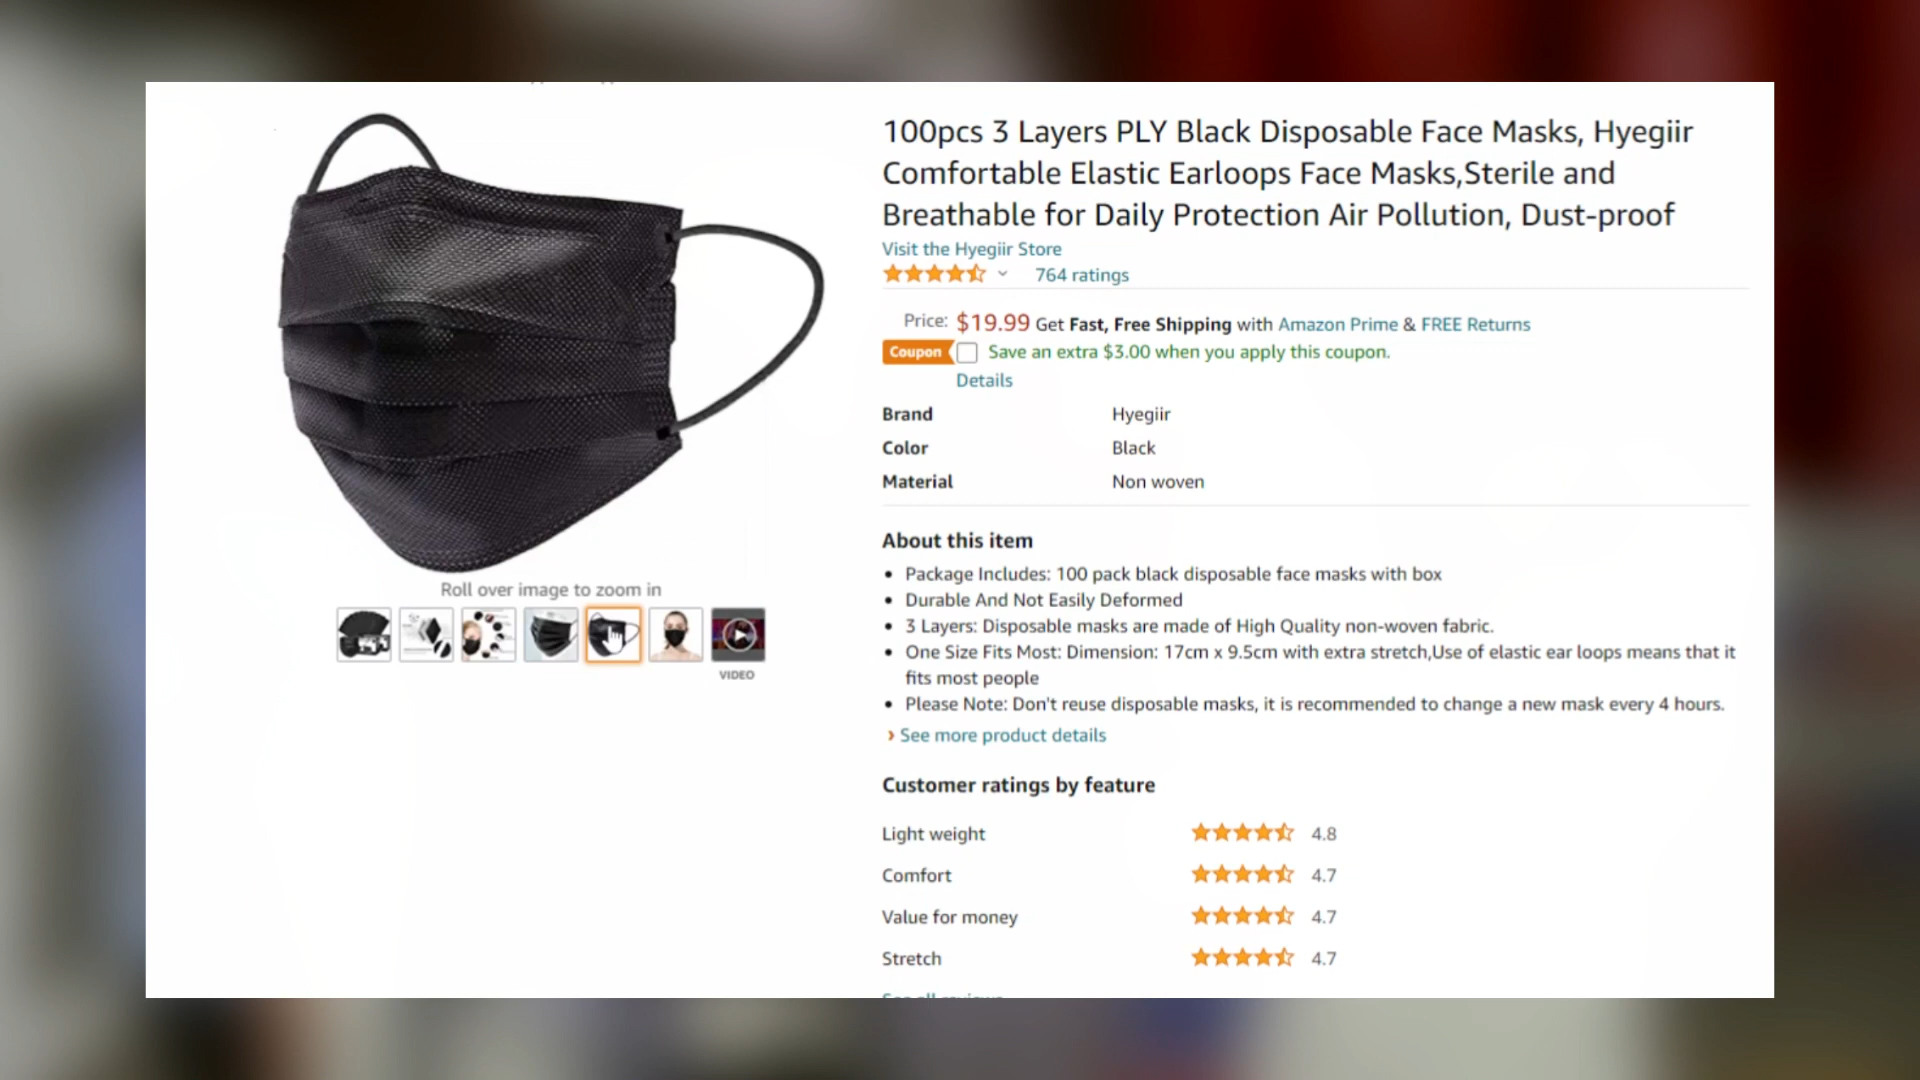 100pcs 3 Layers PLY Black Disposable Face Masks, Hyegiir
Comfortable Elastic Earloops Face Masks,Sterile and
Breathable for Daily Protection Air Pollution, Dust-proof
Visit the Hyegiir Store
764 ratings
Price: $19.99 Get Fast, Free Shipping with Amazon Prime & FREE Returns
Coupon Save an extra $3.00 when you apply this coupon.
Details
Brand Hyegiir
Color Black
Material Non woven
About this item
Package Includes: 100 pack black disposable face masks with box
Durable And Not Easily Deformed
3 Layers: Disposable masks are made of High Quality non-woven fabric.
One Size Fits Most: Dimension: 17cm x 9.5cm with extra stretch,Use of elastic ear loops means that it
fits most people
Please Note: Don't reuse disposable masks, it is recommended to change a new mask every 4 hours.
› See more product details
Customer ratings by feature
Light weight 4.8
Comfort 4.7
Value for money 4.7
Stretch 4.7
Roll over image to zoom in
VIDEO